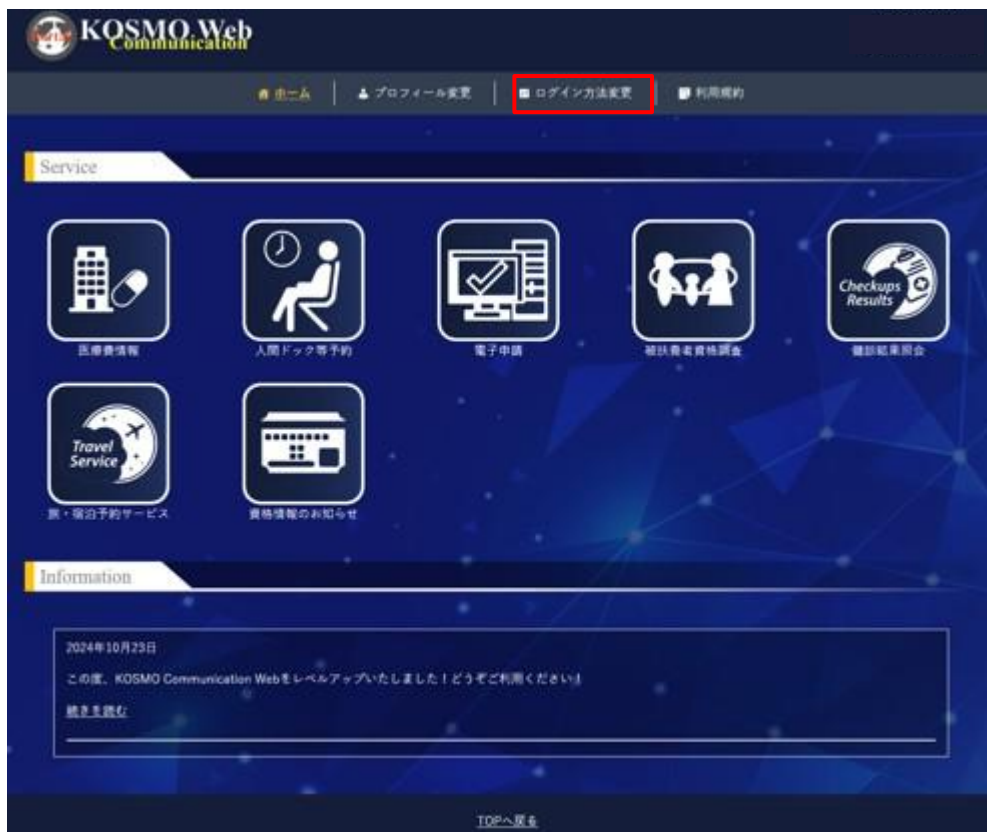 KOSMO Web
Communication
ホーム
プロフィール変更
ログイン方法変更
利用規約
Service
Checkups
Results
医療費情報
人間ドック等予約
電子申請
被扶養者資格調査
健診結果照会
Travel
Service
旅・宿泊予約サービス
資格情報のお知らせ
Information
2024年10月23日
この度、KOSMO Communication Webをレベルアップいたしました!どうぞご利用ください!
続きを読む
TOPへ戻る